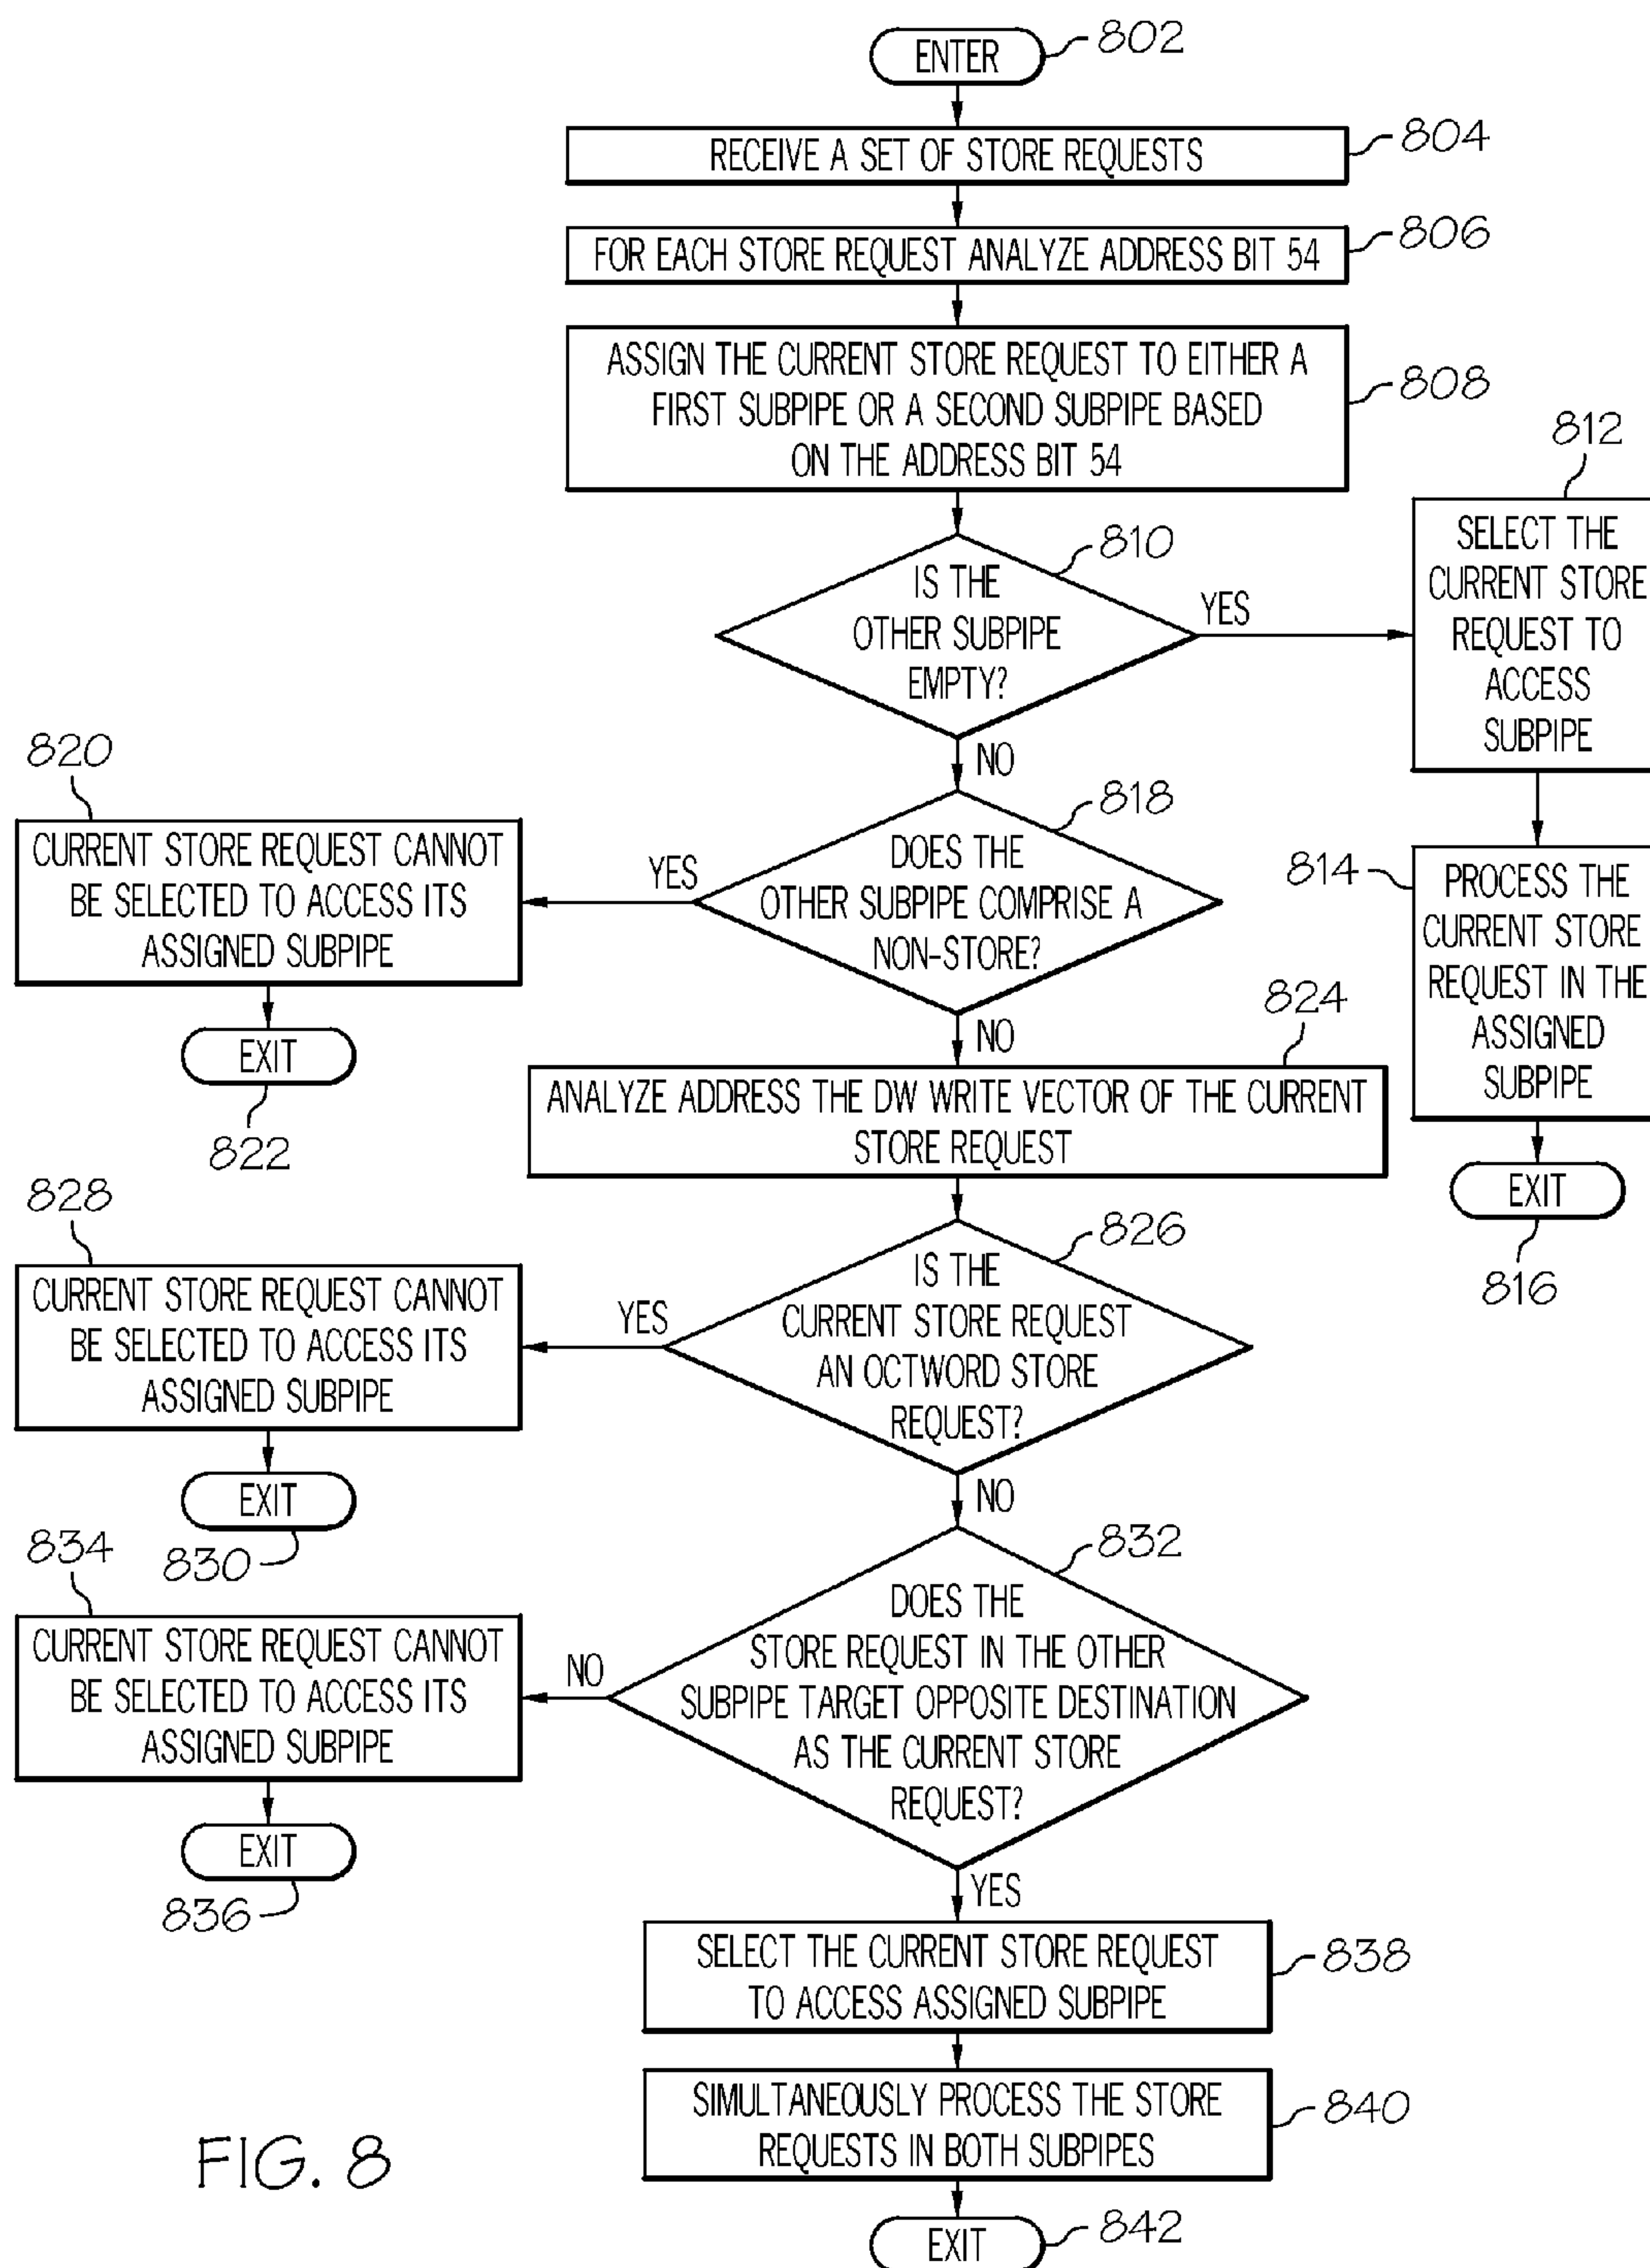 ENTER
802
RECEIVE A SET OF STORE REQUESTS
804
FOR EACH STORE REQUEST ANALYZE ADDRESS BIT 54
806
ASSIGN THE CURRENT STORE REQUEST TO EITHER A
FIRST SUBPIPE OR A SECOND SUBPIPE BASED
ON THE ADDRESS BIT 54
808
IS THE
OTHER SUBPIPE
EMPTY?
810
YES
NO
812
SELECT THE
CURRENT STORE
REQUEST TO
ACCESS
SUBPIPE
814
PROCESS THE
CURRENT STORE
REQUEST IN THE
ASSIGNED
SUBPIPE
EXIT
816
DOES THE
OTHER SUBPIPE COMPRISE A
NON-STORE?
818
YES
NO
820
CURRENT STORE REQUEST CANNOT
BE SELECTED TO ACCESS ITS
ASSIGNED SUBPIPE
EXIT
822
824
ANALYZE ADDRESS THE DW WRITE VECTOR OF THE CURRENT
STORE REQUEST
IS THE
CURRENT STORE REQUEST
AN OCTWORD STORE
REQUEST?
826
YES
NO
828
CURRENT STORE REQUEST CANNOT
BE SELECTED TO ACCESS ITS
ASSIGNED SUBPIPE
EXIT
830
DOES THE
STORE REQUEST IN THE OTHER
SUBPIPE TARGET OPPOSITE DESTINATION
AS THE CURRENT STORE
REQUEST?
832
NO
YES
834
CURRENT STORE REQUEST CANNOT
BE SELECTED TO ACCESS ITS
ASSIGNED SUBPIPE
EXIT
836
SELECT THE CURRENT STORE REQUEST
TO ACCESS ASSIGNED SUBPIPE
838
SIMULTANEOUSLY PROCESS THE STORE
REQUESTS IN BOTH SUBPIPES
840
EXIT
842
FIG. 8